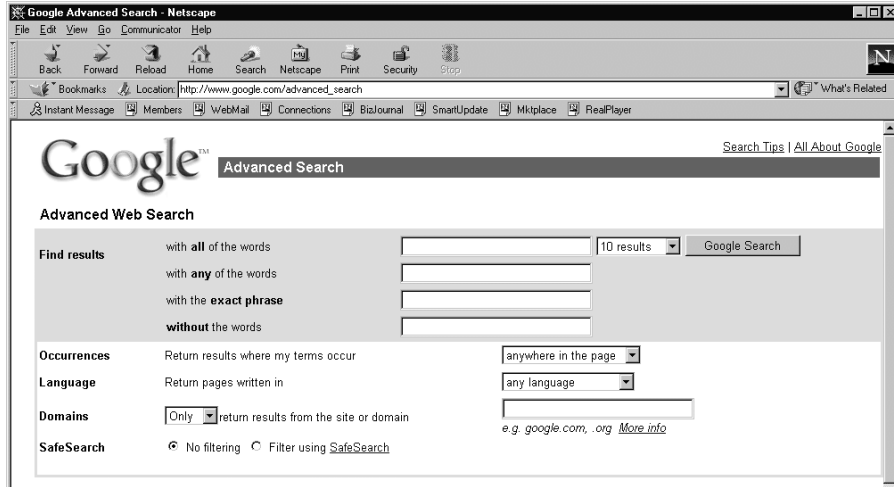 Google Advanced Search - Netscape
File Edit View Go Communicator Help
Back Forward Reload Home Search Netscape Print Security Stop
Bookmarks Location: http://www.google.com/advanced_search What's Related
Instant Message Members WebMail Connections BizJournal SmartUpdate Mktplace RealPlayer
Google™ Advanced Search Search Tips | All About Google
Advanced Web Search
Find results with all of the words 10 results Google Search
with any of the words
with the exact phrase
without the words
Occurrences Return results where my terms occur anywhere in the page
Language Return pages written in any language
Domains Only return results from the site or domain
e.g. google.com, .org More info
SafeSearch No filtering Filter using SafeSearch